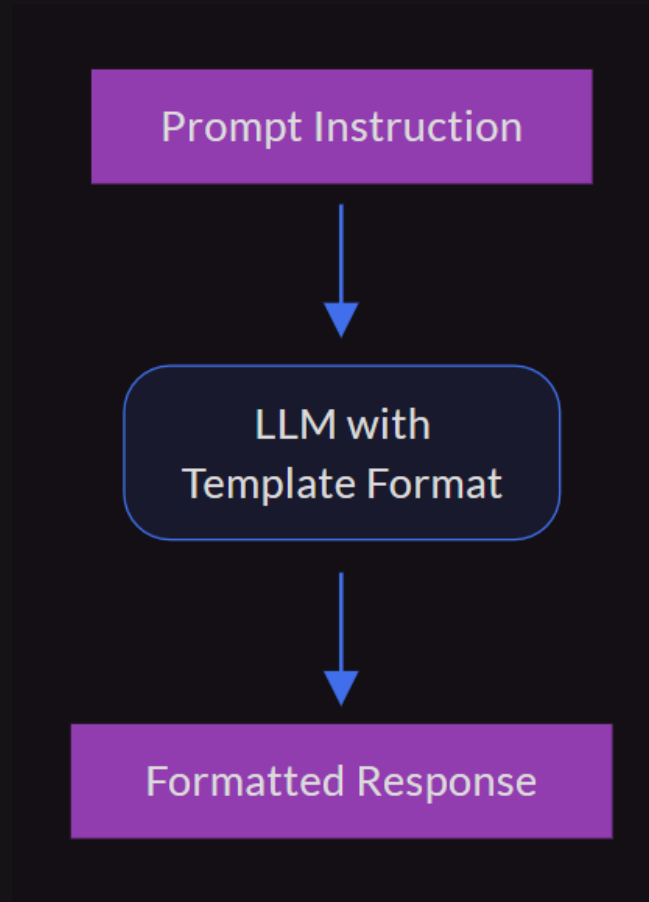 Prompt Instruction
LLM with
Template Format
Formatted Response